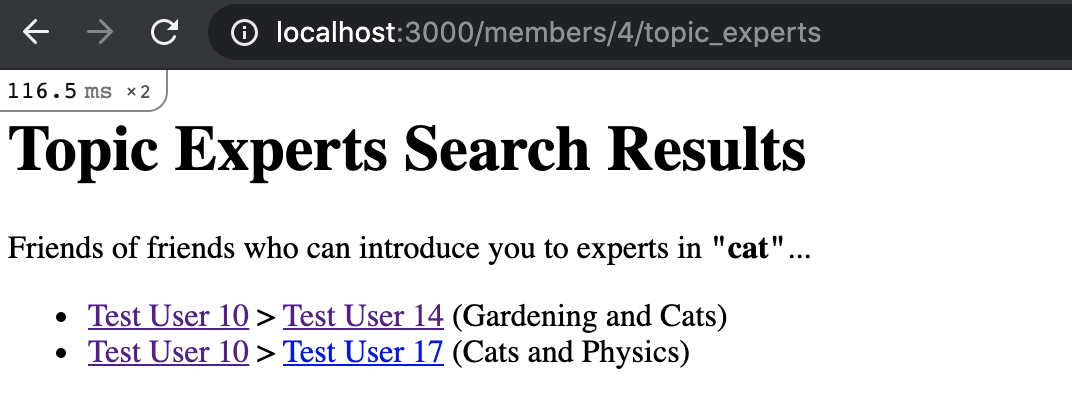 localhost:3000/members/4/topic_experts
116.5 ms ×2
Topic Experts Search Results
Friends of friends who can introduce you to experts in "cat"...
• Test User 10 > Test User 14 (Gardening and Cats)
• Test User 10 > Test User 17 (Cats and Physics)